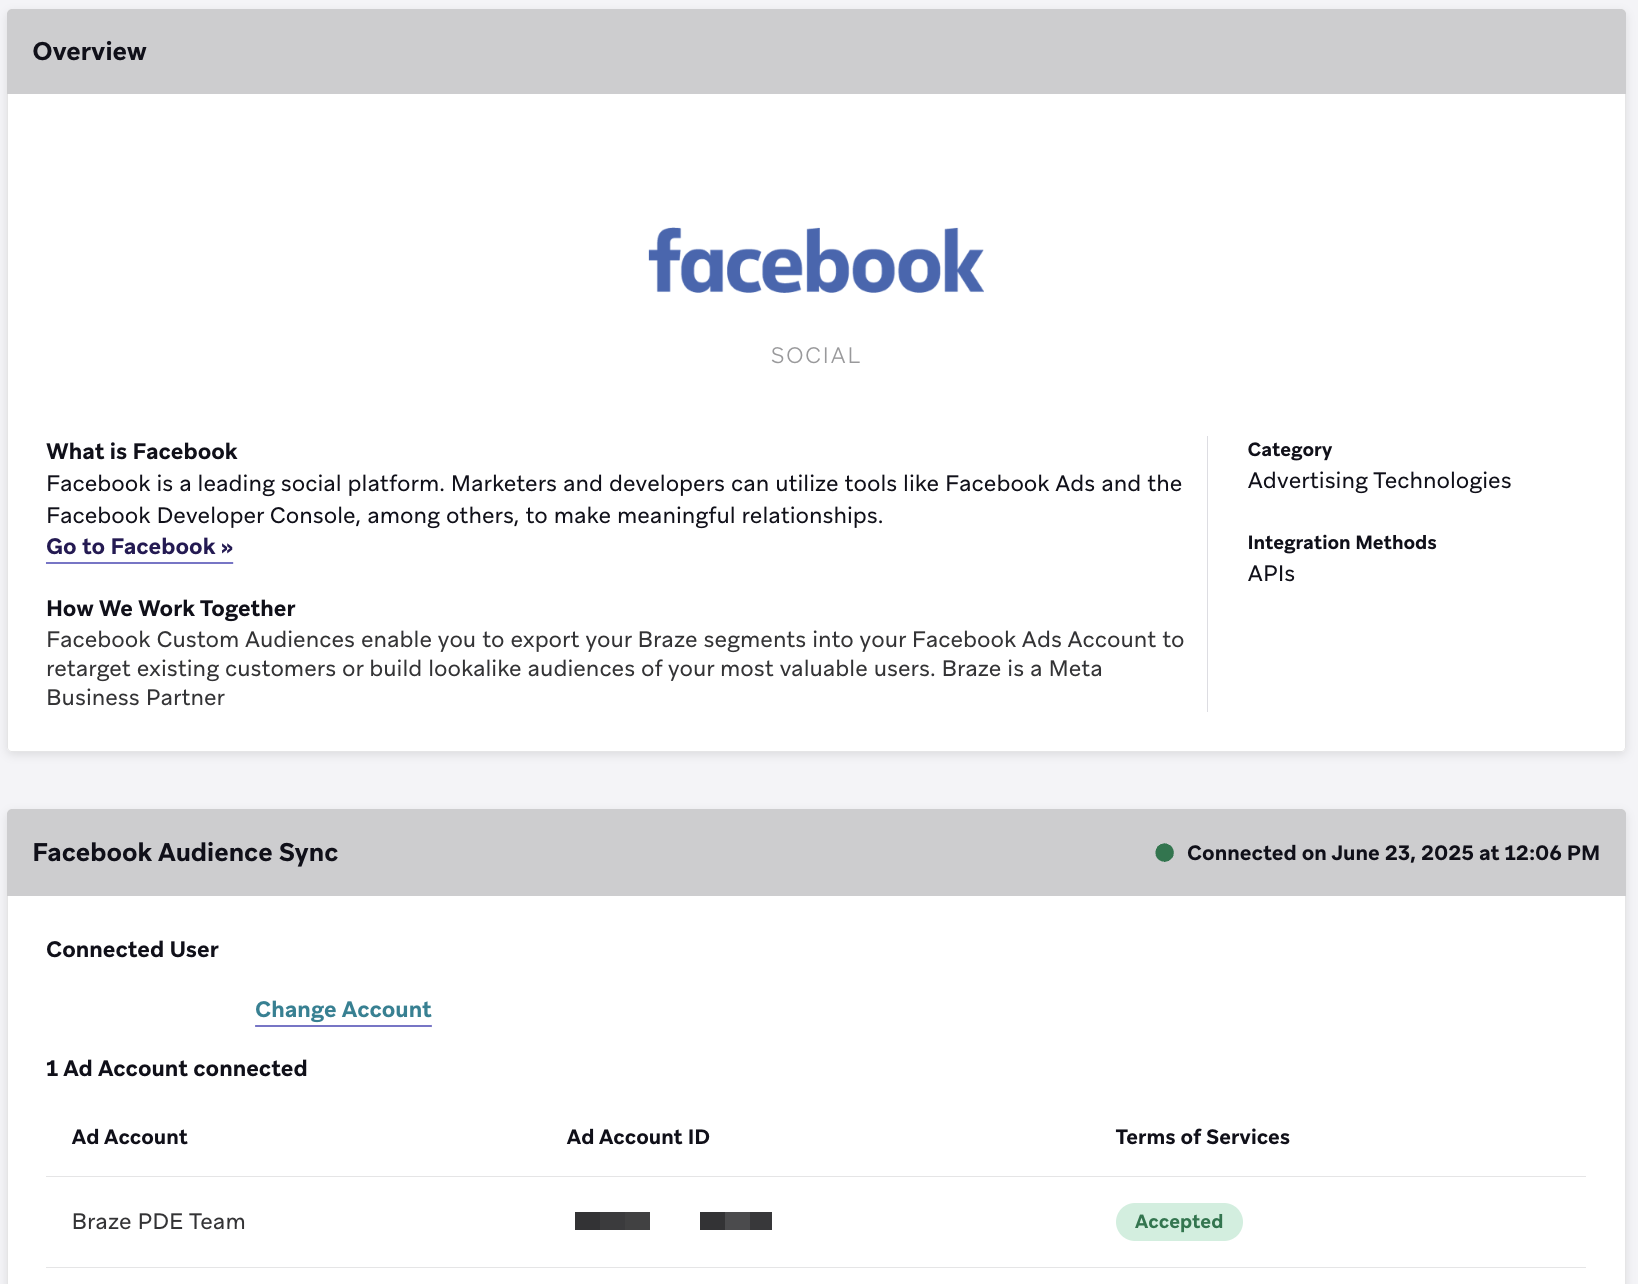 Overview
facebook
SOCIAL
What is Facebook
Facebook is a leading social platform. Marketers and developers can utilize tools like Facebook Ads and the
Facebook Developer Console, among others, to make meaningful relationships.
Go to Facebook »
How We Work Together
Facebook Custom Audiences enable you to export your Braze segments into your Facebook Ads Account to
retarget existing customers or build lookalike audiences of your most valuable users. Braze is a Meta
Business Partner
Category
Advertising Technologies
Integration Methods
APIs
Facebook Audience Sync
Connected on June 23, 2025 at 12:06 PM
Connected User
Change Account
1 Ad Account connected
Ad Account
Ad Account ID
Terms of Services
Braze PDE Team
Accepted